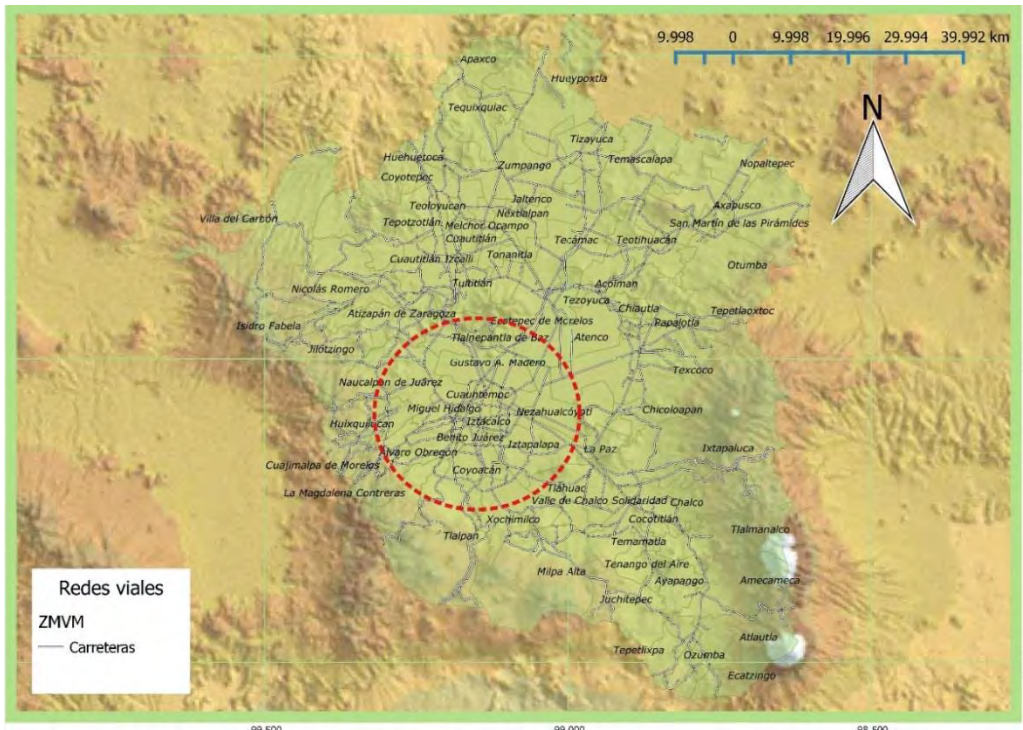 9.998 0 9.998 19.996 29.994 39.992 km
N
Apaxco
Hueypoxtla
Tequixquiac
Tizayuca
Huehuetoca
Zumpango
Temascalapa
Nopaltepec
Coyotepec
Jaltenco
Axapusco
Teoloyucan
Nextlalpan
Villa del Carbón
Tepotzotlán
Melchor Ocampo
San Martín de las Pirámides
Cuautitlán
Tecámac
Teotihuacán
Cuautitlán Izcalli
Tonanitla
Otumba
Nicolás Romero
Tultitlán
Acolman
Tezoyuca
Chiautla
Tepetlaoxtoc
Atizapán de Zaragoza
Ecatepec de Morelos
Papalotla
Isidro Fabela
Tlalnepantla de Baz
Atenco
Jilotzingo
Gustavo A. Madero
Texcoco
Naucalpan de Juárez
Cuauhtémoc
Miguel Hidalgo
Nezahualcóyotl
Chicoloapan
Huixquilucan
Iztacalco
Benito Juárez
Iztapalapa
La Paz
Ixtapaluca
Álvaro Obregón
Cuajimalpa de Morelos
Coyoacán
Tláhuac
La Magdalena Contreras
Valle de Chalco Solidaridad
Chalco
Xochimilco
Cocotitlán
Tlalmanalco
Tlalpan
Temamatla
Tenango del Aire
Milpa Alta
Ayapango
Amecameca
Juchitepec
Atlautla
Tepetlixpa
Ozumba
Ecatzingo
Redes viales
ZMVM
Carreteras